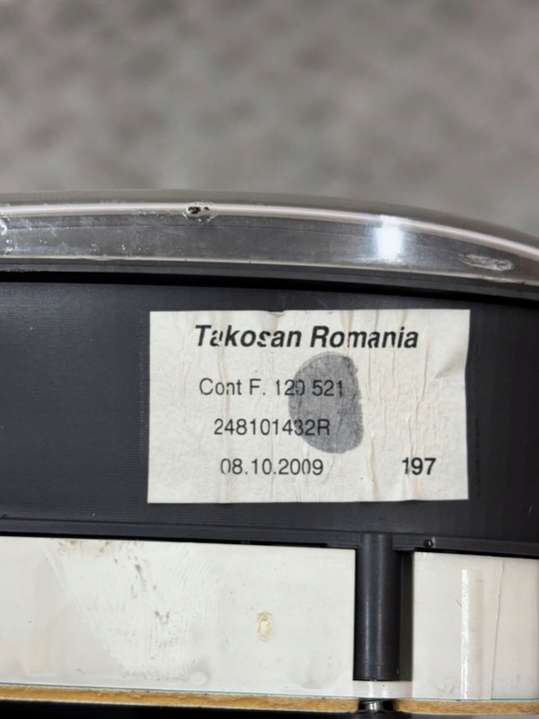 Takosan Romania
Cont F. 120 521
248101432R
08.10.2009 197